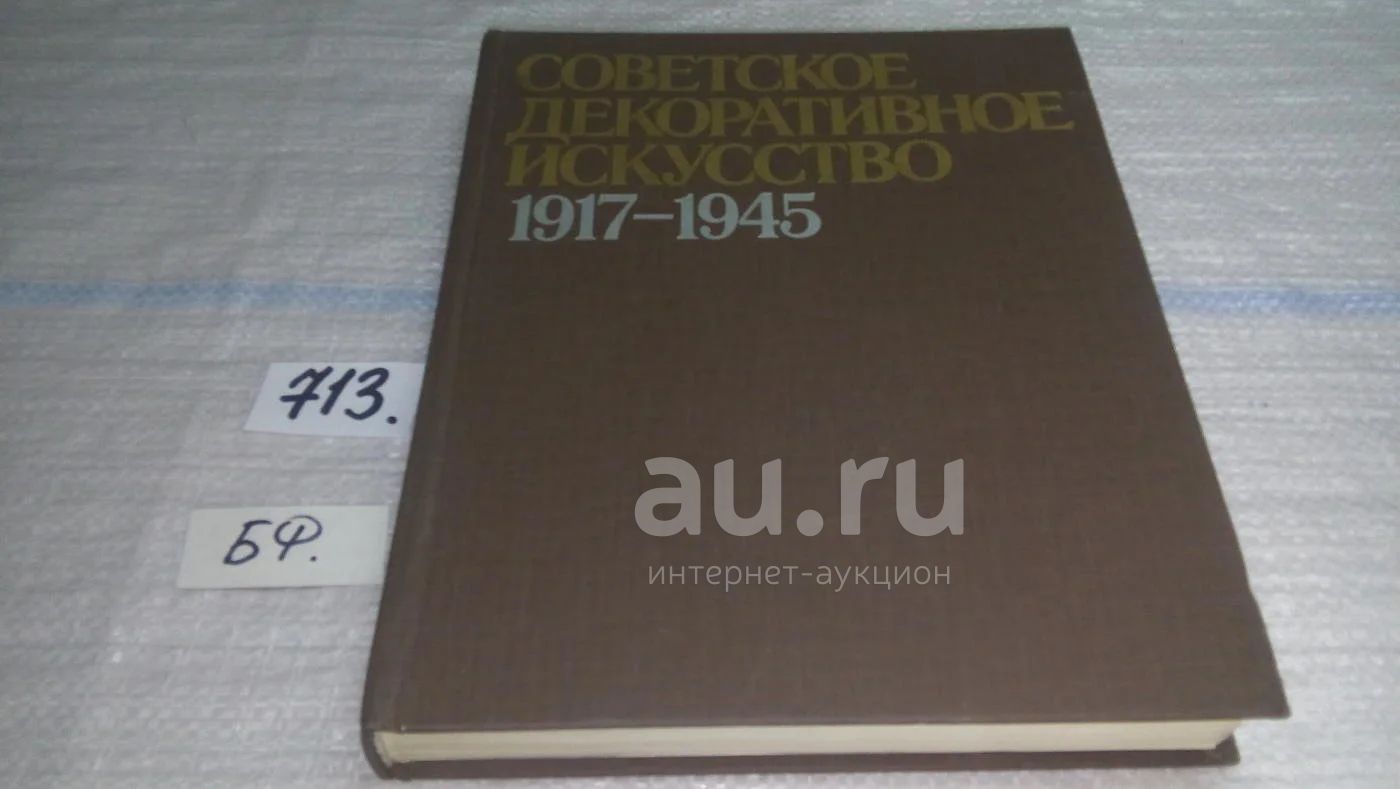 СОВЕТСКОЕ
ДЕКОРАТИВНОЕ
ИСКУССТВО
1917–1945
713.
БФ.
au.ru
интернет-аукцион